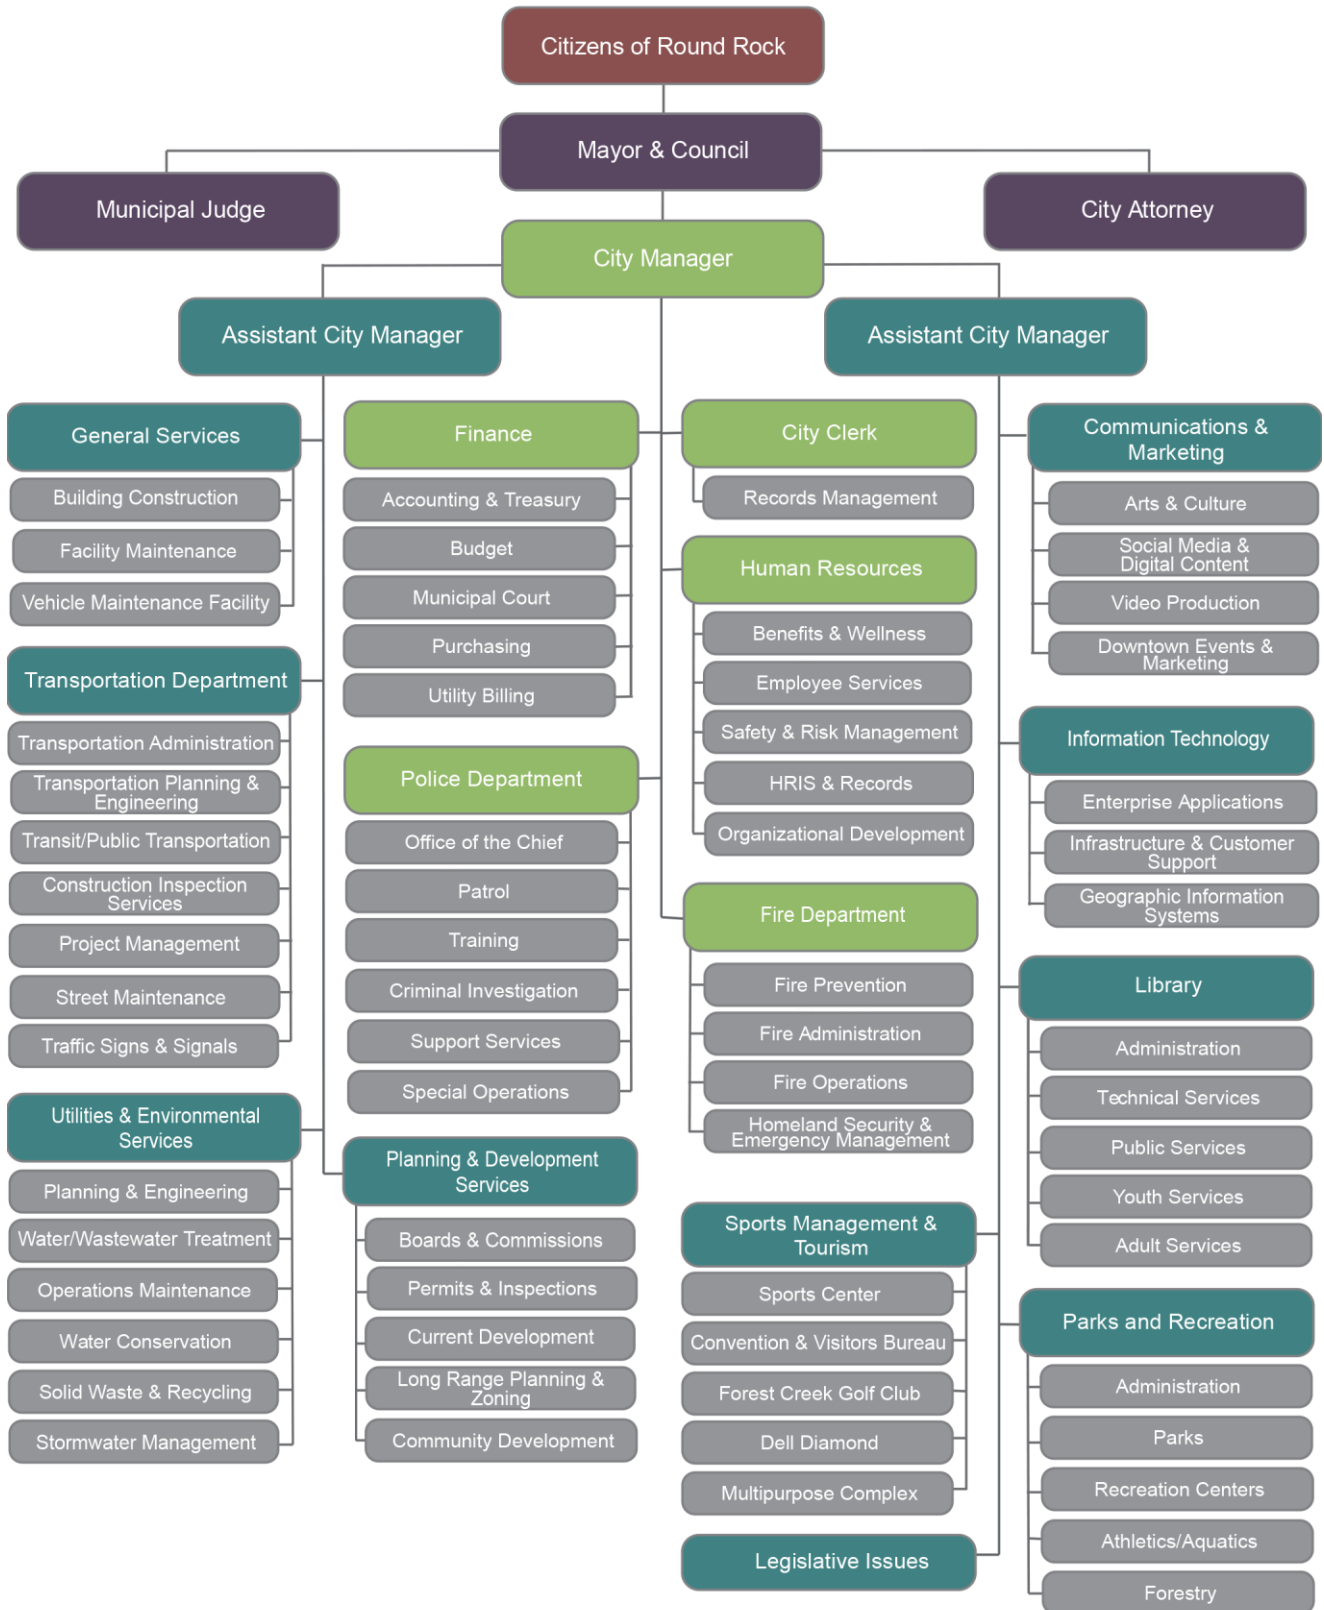 Citizens of Round Rock
Mayor & Council
Municipal Judge
City Attorney
City Manager
Assistant City Manager
Assistant City Manager
General Services
Building Construction
Facility Maintenance
Vehicle Maintenance Facility
Transportation Department
Transportation Administration
Transportation Planning &
Engineering
Transit/Public Transportation
Construction Inspection
Services
Project Management
Street Maintenance
Traffic Signs & Signals
Utilities & Environmental
Services
Planning & Engineering
Water/Wastewater Treatment
Operations Maintenance
Water Conservation
Solid Waste & Recycling
Stormwater Management
Finance
Accounting & Treasury
Budget
Municipal Court
Purchasing
Utility Billing
Police Department
Office of the Chief
Patrol
Training
Criminal Investigation
Support Services
Special Operations
Planning & Development
Services
Boards & Commissions
Permits & Inspections
Current Development
Long Range Planning &
Zoning
Community Development
City Clerk
Records Management
Human Resources
Benefits & Wellness
Employee Services
Safety & Risk Management
HRIS & Records
Organizational Development
Fire Department
Fire Prevention
Fire Administration
Fire Operations
Homeland Security &
Emergency Management
Sports Management &
Tourism
Sports Center
Convention & Visitors Bureau
Forest Creek Golf Club
Dell Diamond
Multipurpose Complex
Legislative Issues
Communications &
Marketing
Arts & Culture
Social Media &
Digital Content
Video Production
Downtown Events &
Marketing
Information Technology
Enterprise Applications
Infrastructure & Customer
Support
Geographic Information
Systems
Library
Administration
Technical Services
Public Services
Youth Services
Adult Services
Parks and Recreation
Administration
Parks
Recreation Centers
Athletics/Aquatics
Forestry